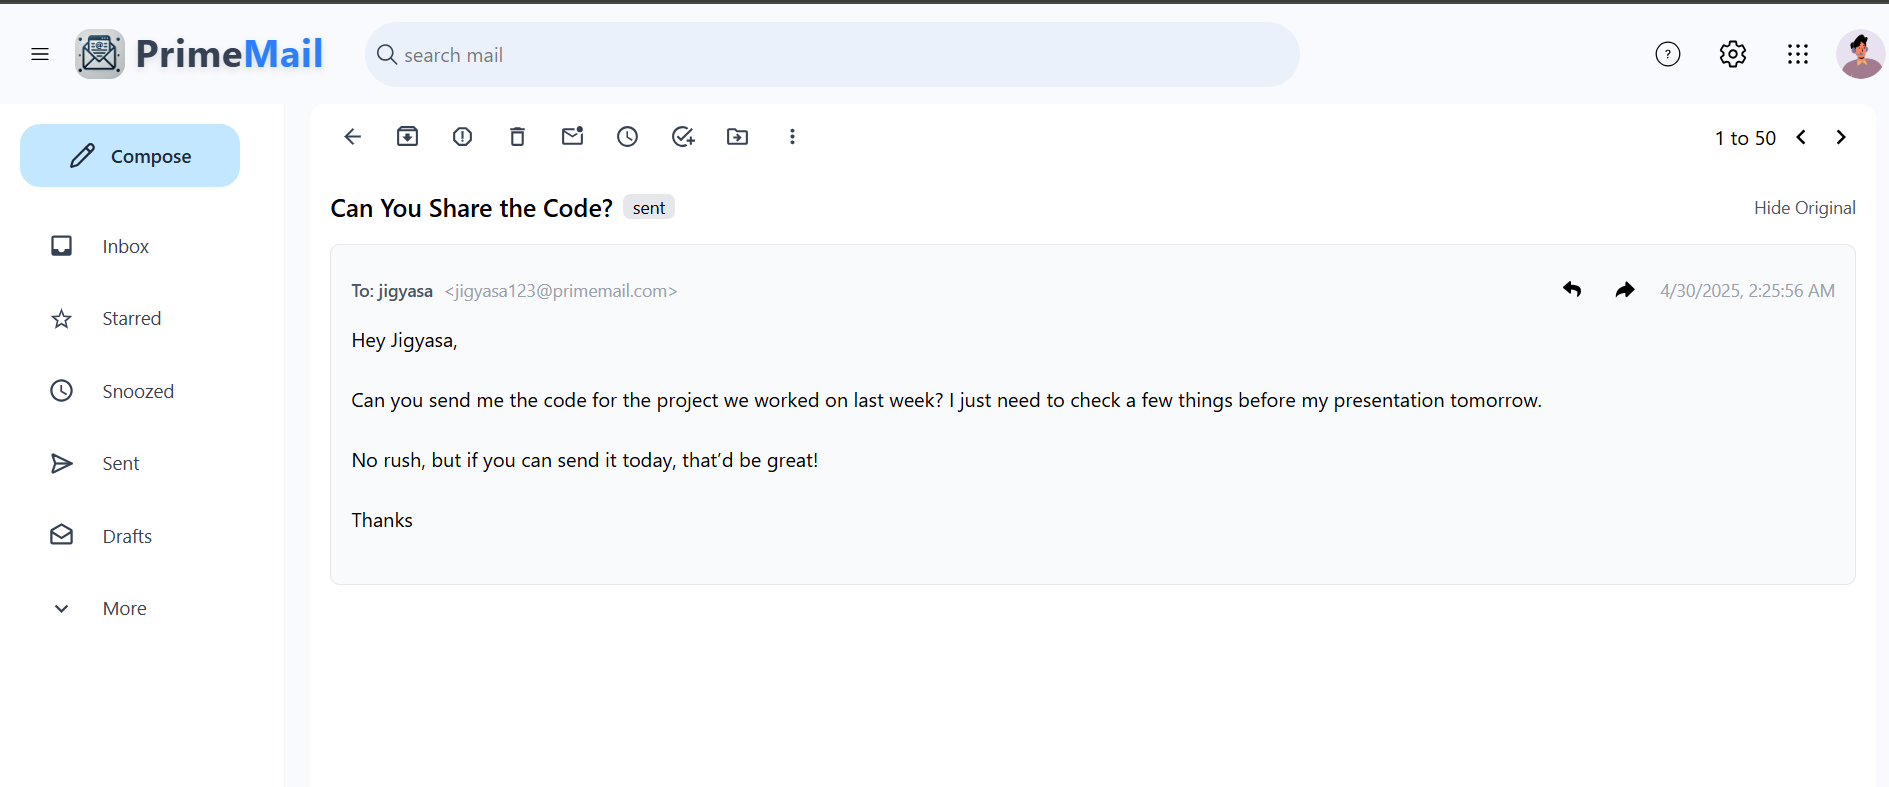 PrimeMail
search mail
Compose
1 to 50
Can You Share the Code? sent
Hide Original
Inbox
To: jigyasa <jigyasa123@primemail.com>
4/30/2025, 2:25:56 AM
Starred
Hey Jigyasa,
Snoozed
Can you send me the code for the project we worked on last week? I just need to check a few things before my presentation tomorrow.
Sent
No rush, but if you can send it today, that’d be great!
Drafts
Thanks
More